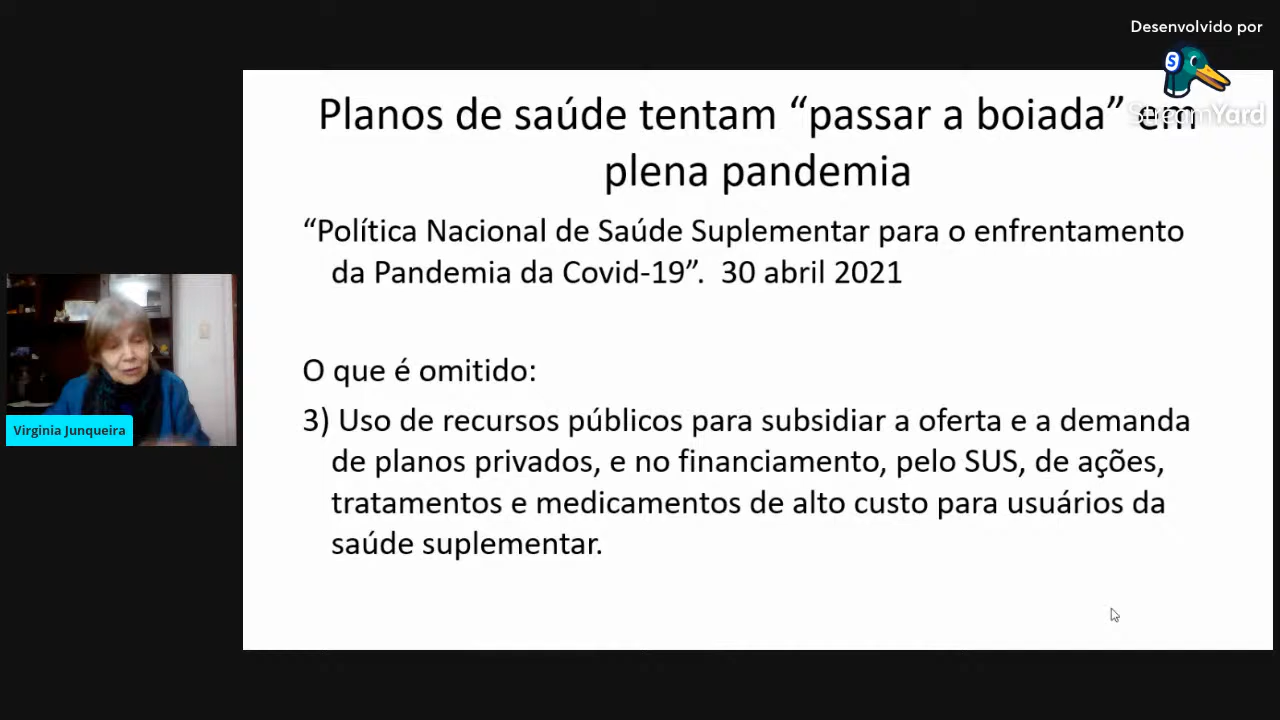 Desenvolvido por
S
StreamYard
Planos de saúde tentam “passar a boiada” em
plena pandemia
“Política Nacional de Saúde Suplementar para o enfrentamento
da Pandemia da Covid-19”. 30 abril 2021
O que é omitido:
3) Uso de recursos públicos para subsidiar a oferta e a demanda
de planos privados, e no financiamento, pelo SUS, de ações,
tratamentos e medicamentos de alto custo para usuários da
saúde suplementar.
Virginia Junqueira